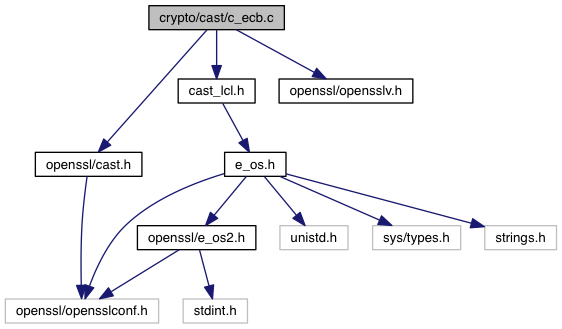 crypto/cast/c_ecb.c
cast_lcl.h
openssl/opensslv.h
openssl/cast.h
e_os.h
openssl/e_os2.h
unistd.h
sys/types.h
strings.h
openssl/opensslconf.h
stdint.h